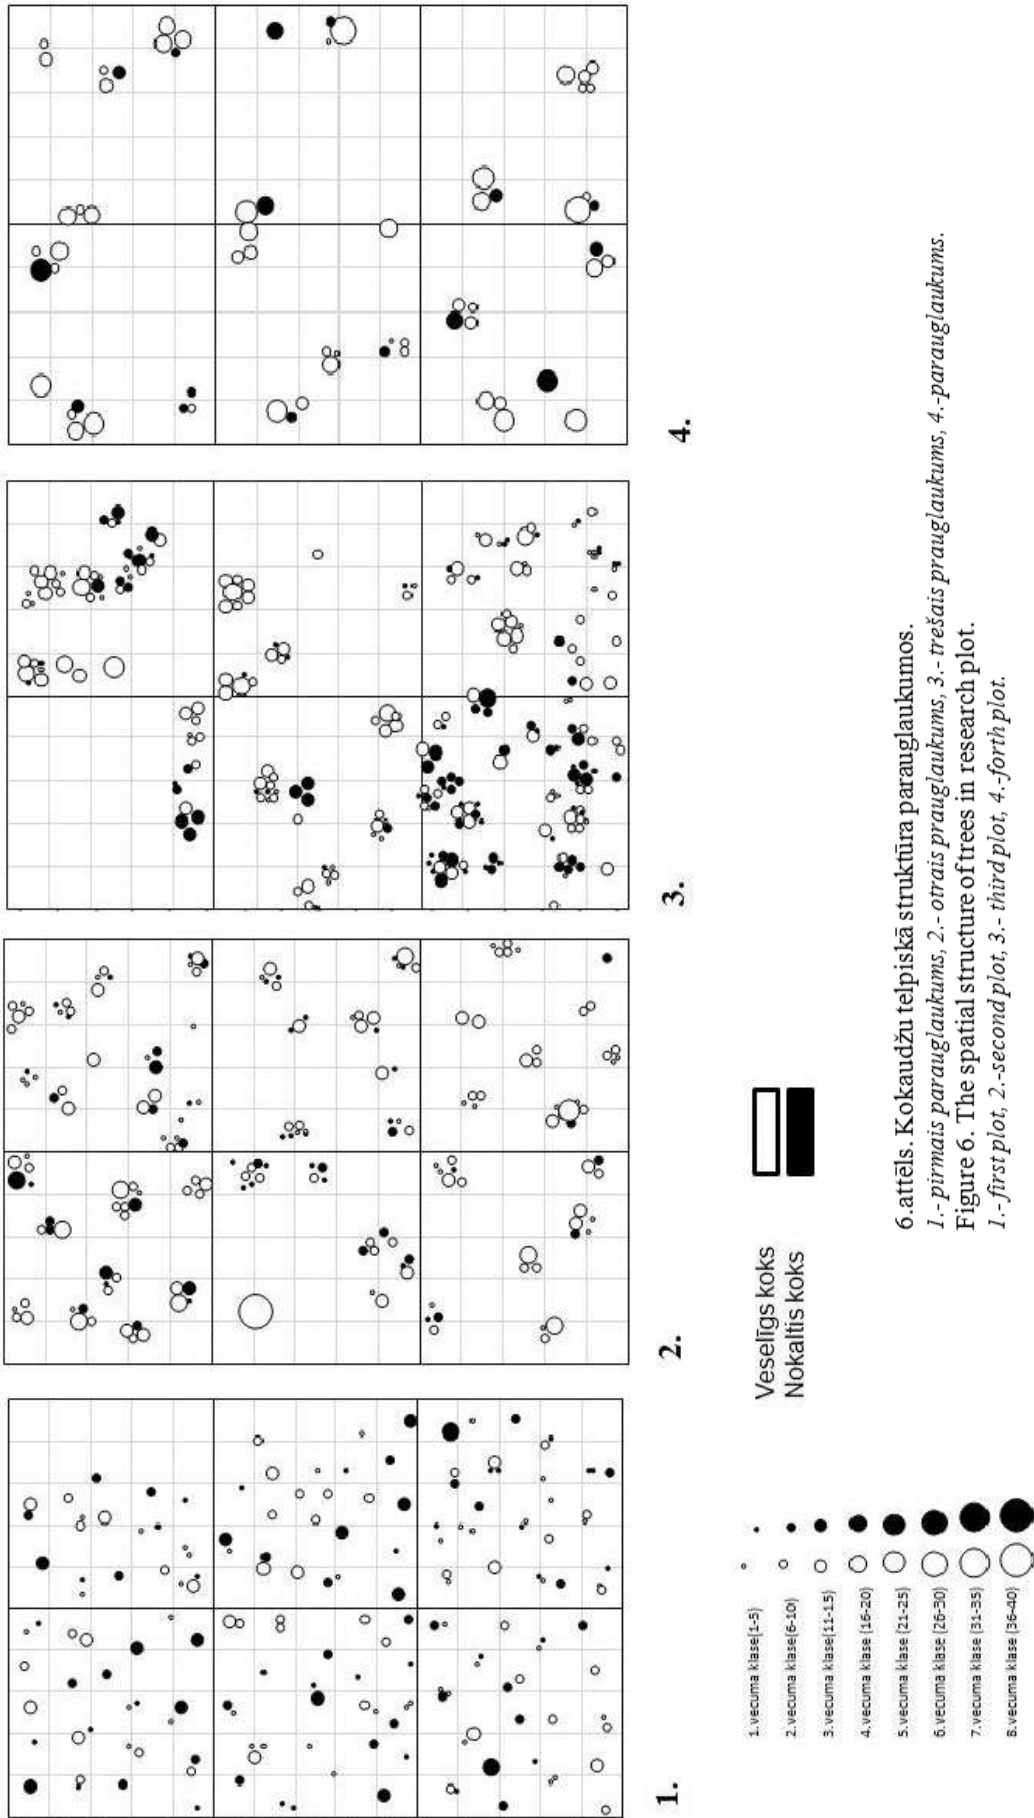 1.
2.
3.
4.
Veselīgs koks
Nokaltis koks
1.vecuma klase(1-5)
2.vecuma klase(6-10)
3.vecuma klase(11-15)
4.vecuma klase (16-20)
5.vecuma klase (21-25)
6.vecuma klase (26-30)
7.vecuma klase (31-35)
8.vecuma klase (36-40)
6.attēls. Kokaudžu telpiskā struktūra parauglaukumos.
1.- pirmais parauglaukums, 2.- otrais prauglaukums, 3.- trešais prauglaukums, 4.-parauglaukums.
Figure 6. The spatial structure of trees in research plot.
1.-first plot, 2.-second plot, 3.- third plot, 4.-forth plot.